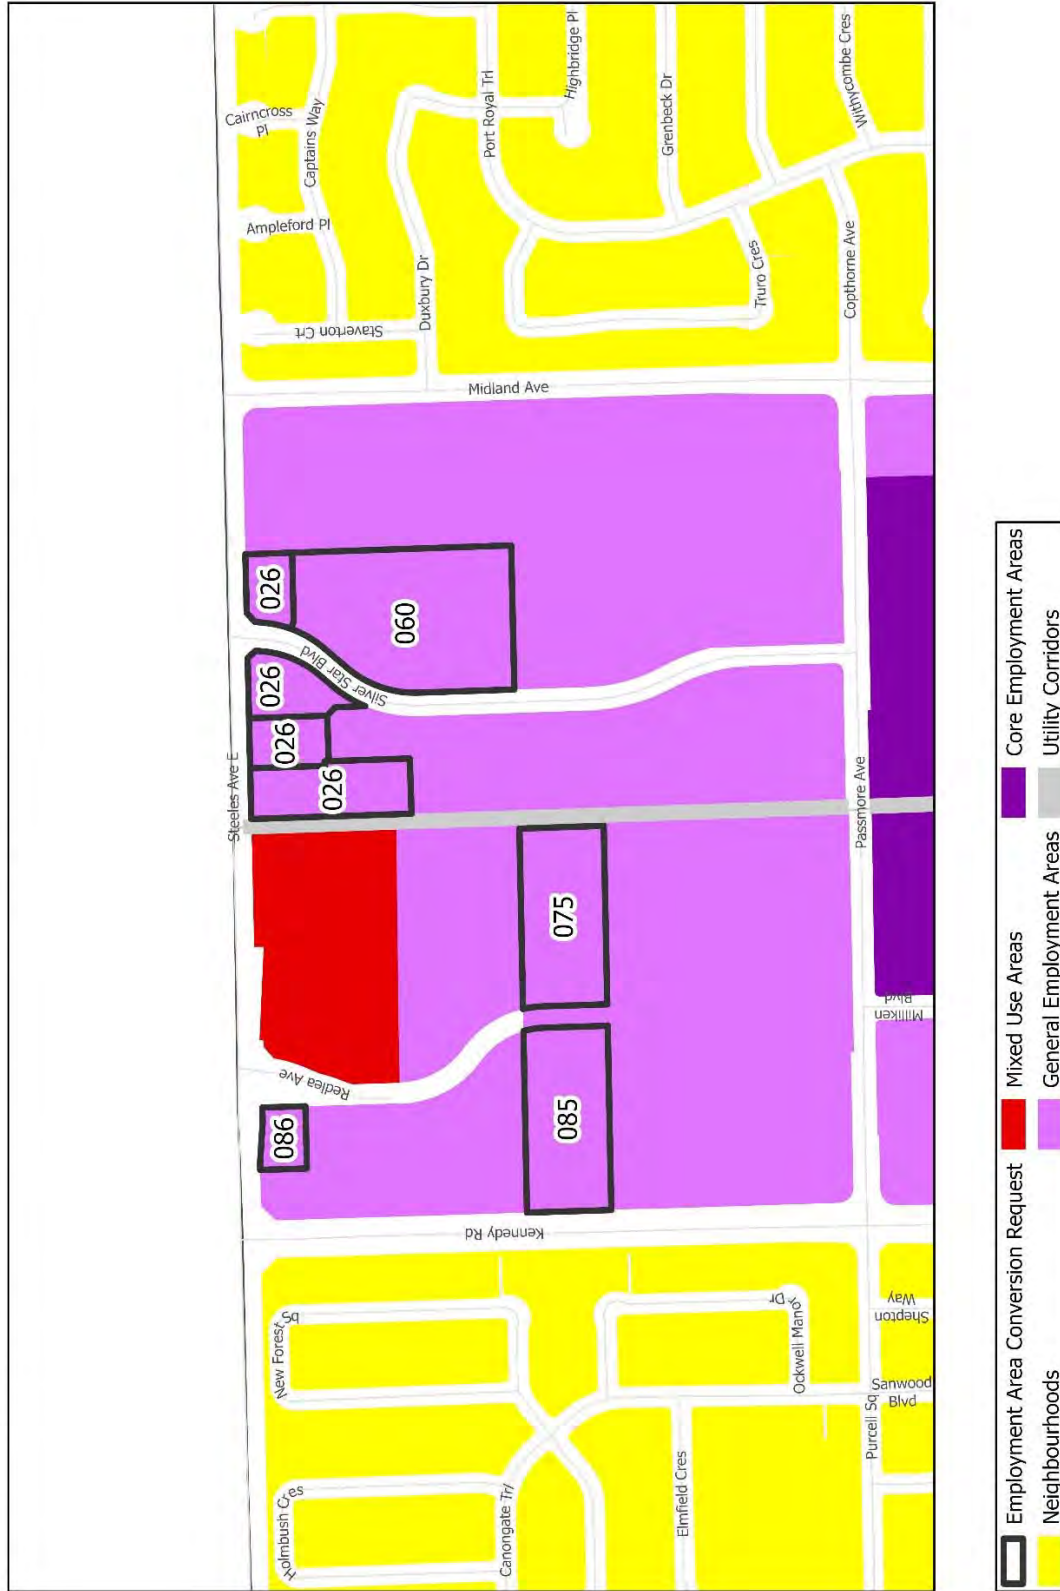 Steeles Ave E
Holmbush Cres
New Forest Sq
Canongate Trl
Elmfield Cres
Ockwell Manor Dr
Purcell Sq
Sanwood
Blvd
Shepton
Way
Kennedy Rd
086
Redlea Ave
085
075
Milliken
Blvd
Passmore Ave
026
026
026
Silver Star Blvd
026
060
Midland Ave
Staverton Crt
Duxbury Dr
Ampleford Pl
Captains Way
Cairncross
Pl
Port Royal Trl
Highbridge Pl
Grenbeck Dr
Truro Cres
Copthorne Ave
Withycombe Cres
Employment Area Conversion Request
Mixed Use Areas
Core Employment Areas
Neighbourhoods
General Employment Areas
Utility Corridors